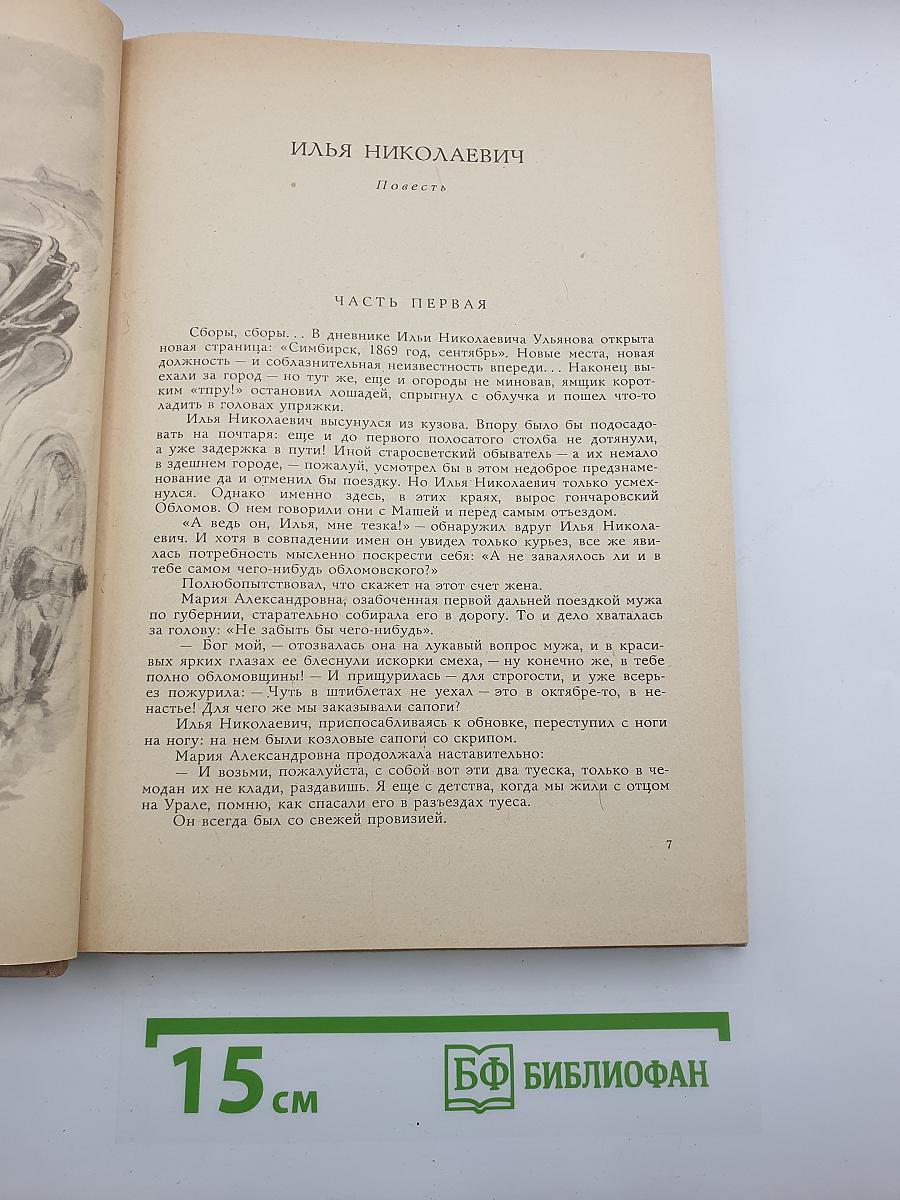 ИЛЬЯ НИКОЛАЕВИЧ
Повесть
ЧАСТЬ ПЕРВАЯ
Сборы, сборы... В дневнике Ильи Николаевича Ульянова открыта
новая страница: «Симбирск, 1869 год, сентябрь». Новые места, новая
должность — и соблазнительная неизвестность впереди... Наконец вы-
ехали за город — но тут же, еще и огороды не миновав, ямщик корот-
ким «тпру!» остановил лошадей, спрыгнул с облучка и пошел что-то
ладить в головах упряжки.
Илья Николаевич высунулся из кузова. Впору было бы подосадо-
вать на почтаря: еще и до первого полосатого столба не дотянули,
а уже задержка в пути! Иной старосветский обыватель — а их немало
в здешнем городе, — пожалуй, усмотрел бы в этом недоброе предзнаме-
нование да и отменил бы поездку. Но Илья Николаевич только усмех-
нулся. Однако именно здесь, в этих краях, вырос гончаровский
Обломов. О нем говорили они с Машей и перед самым отъездом.
«А ведь он, Илья, мне тезка!» — обнаружил вдруг Илья Никола-
евич. И хотя в совпадении имен он увидел только курьез, все же яви-
лась потребность мысленно поскрести себя: «А не завалялось ли и в
тебе самом чего-нибудь обломовского?»
Полюбопытствовал, что скажет на этот счет жена.
Мария Александровна, озабоченная первой дальней поездкой мужа
по губернии, старательно собирала его в дорогу. То и дело хваталась
за голову: «Не забыть бы чего-нибудь».
— Бог мой, — отозвалась она на лукавый вопрос мужа, и в краси-
вых ярких глазах ее блеснули искорки смеха, — ну конечно же, в тебе
полно обломовщины! — И прищурилась — для строгости, и уже всерь-
ез пожурила: — Чуть в штиблетах не уехал — это в октябре-то, в не-
настье! Для чего же мы заказывали сапоги?
Илья Николаевич, приспосабливаясь к обновке, переступил с ноги
на ногу: на нем были козловые сапоги со скрипом.
Мария Александровна продолжала наставительно:
— И возьми, пожалуйста, с собой вот эти два туеска, только в че-
модан их не клади, раздавишь. Я еще с детства, когда мы жили с отцом
на Урале, помню, как спасали его в разъездах туеса.
Он всегда был со свежей провизией.
7
15 см
БФ БИБЛИОФАН